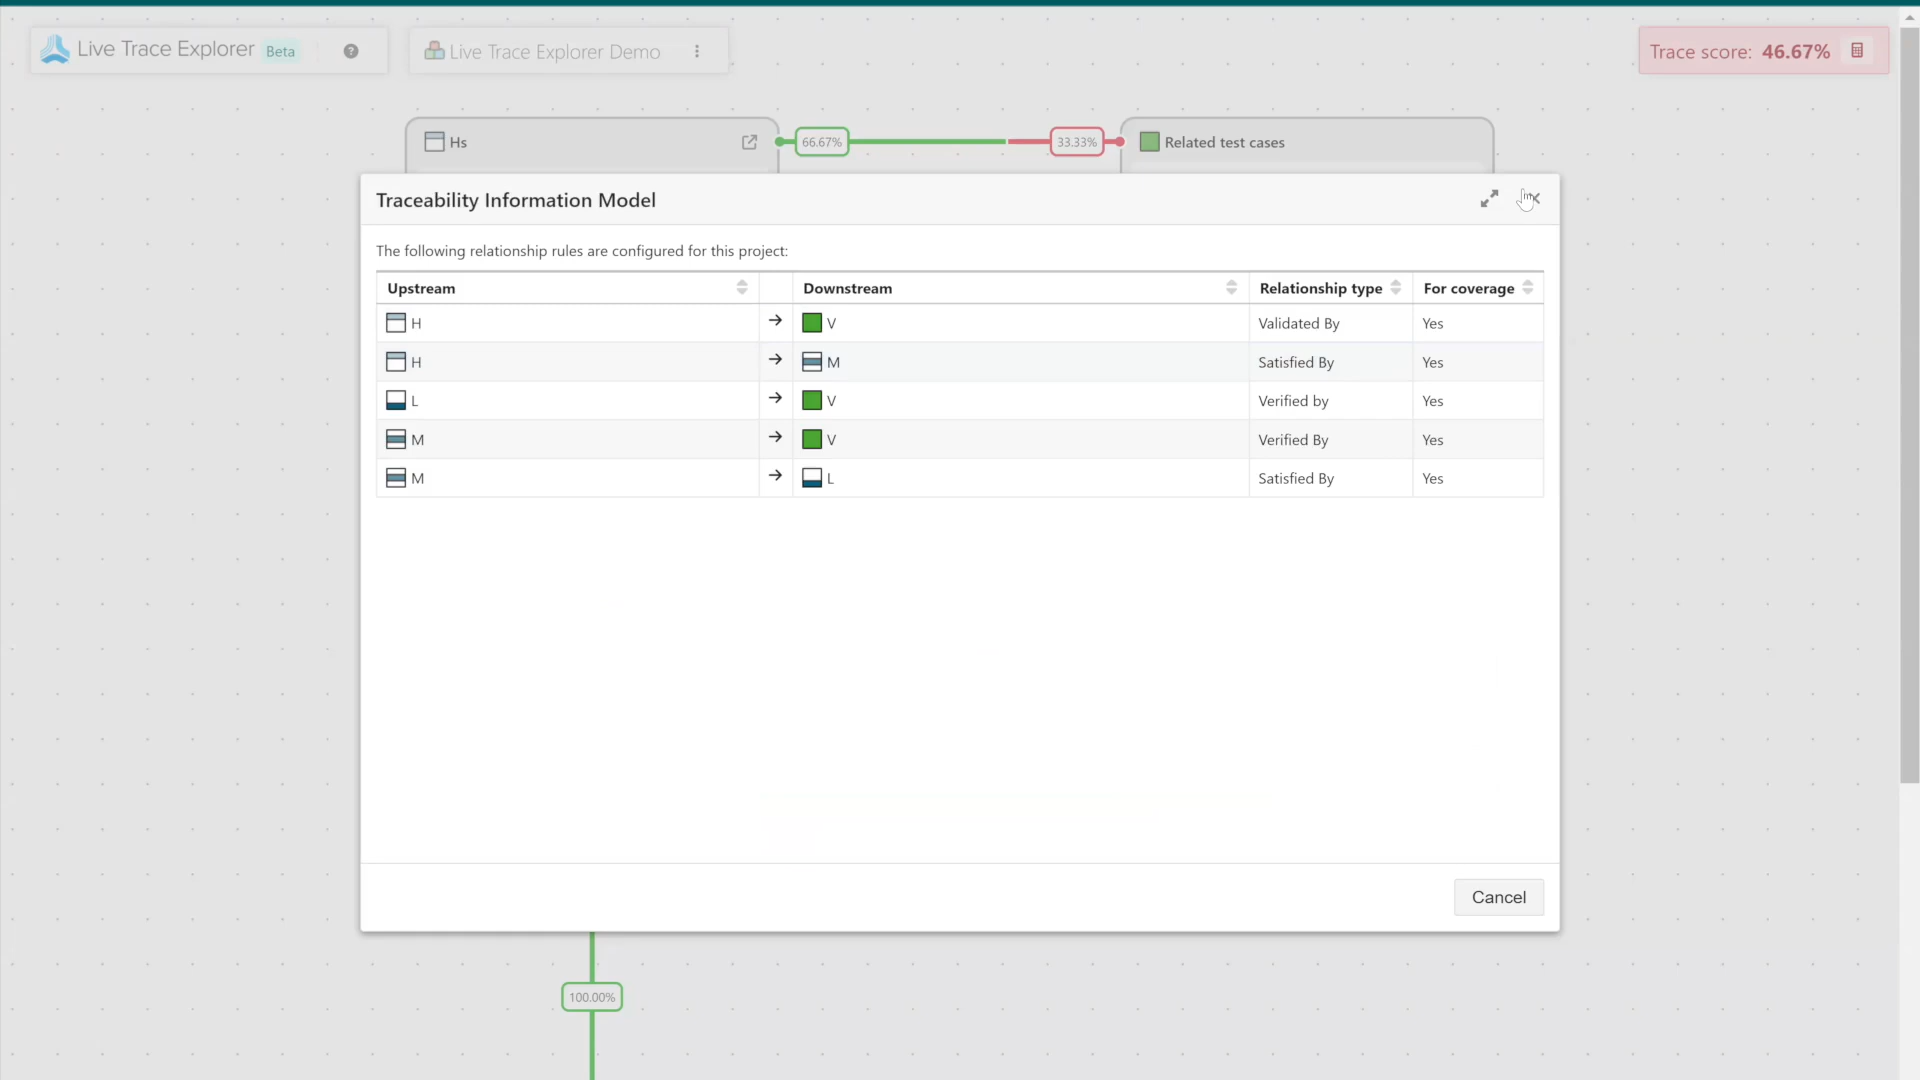 Live Trace Explorer Beta
Live Trace Explorer Demo
Trace score: 46.67%
Hs
66.67%
33.33%
Related test cases
Traceability Information Model
The following relationship rules are configured for this project:
Upstream Downstream Relationship type For coverage
H → V Validated By Yes
H → M Satisfied By Yes
L → V Verified by Yes
M → V Verified By Yes
M → L Satisfied By Yes
Cancel
100.00%